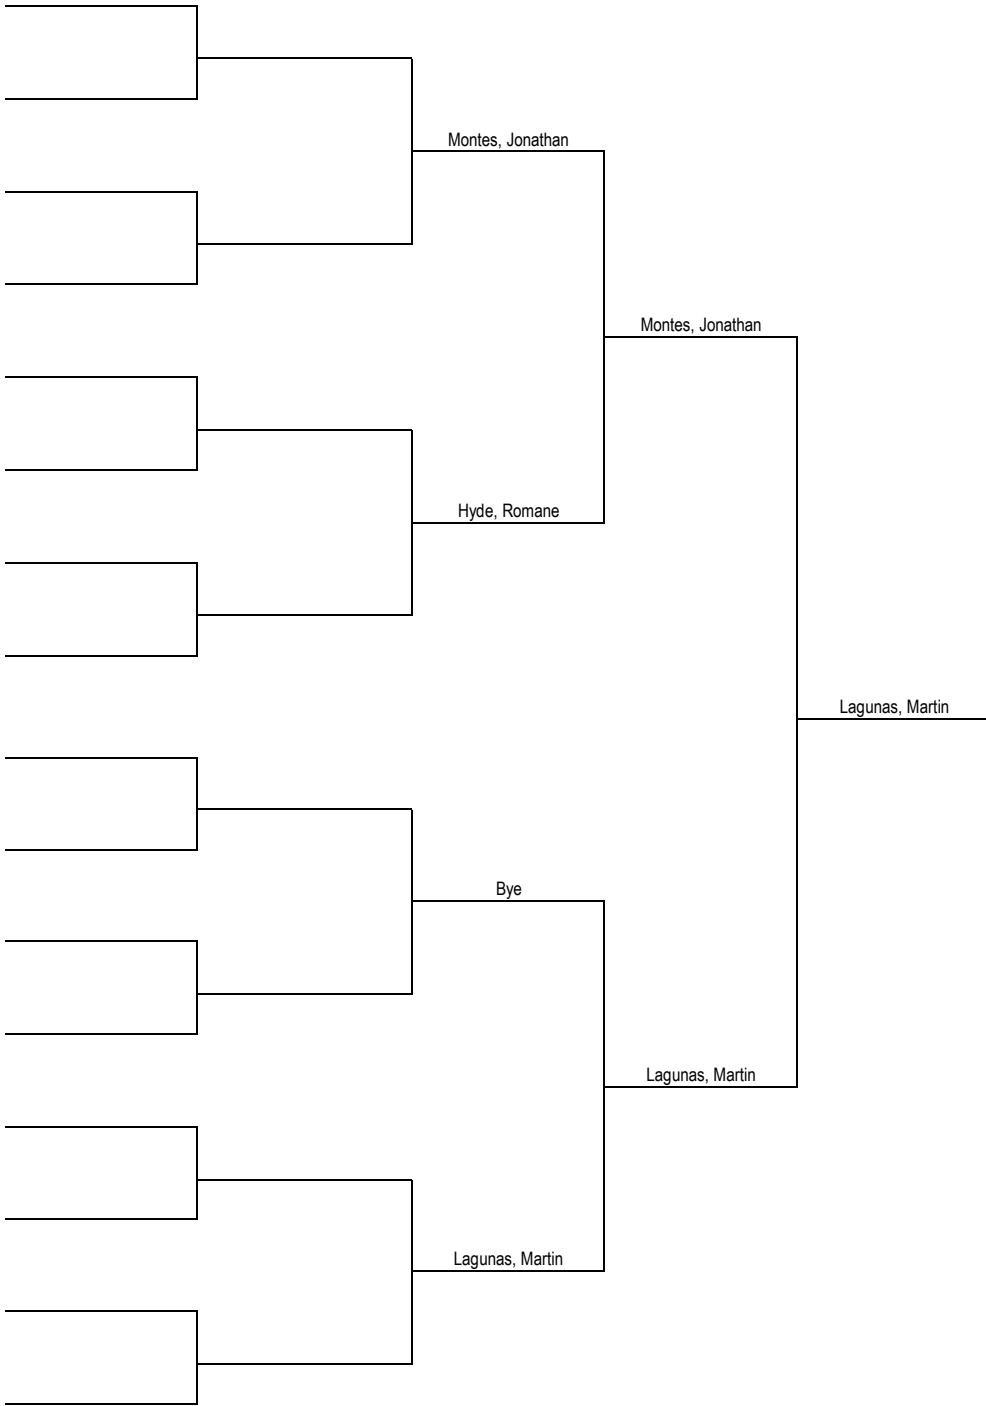 Montes, Jonathan
Montes, Jonathan
Hyde, Romane
Lagunas, Martin
Bye
Lagunas, Martin
Lagunas, Martin